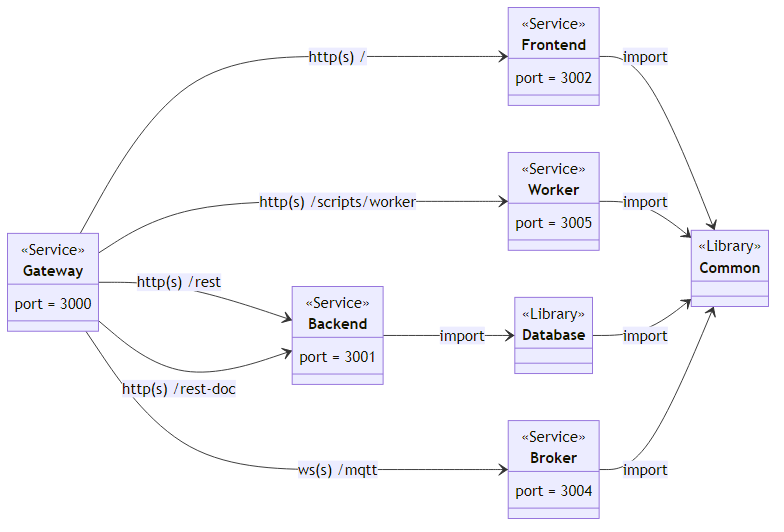 «Service»
Frontend
port = 3002
http(s) /
import
«Service»
Worker
port = 3005
http(s) /scripts/worker
import
«Service»
Gateway
port = 3000
«Library»
Common
http(s) /rest
«Service»
Backend
port = 3001
«Library»
Database
import
import
http(s) /rest-doc
«Service»
Broker
port = 3004
ws(s) /mqtt
import